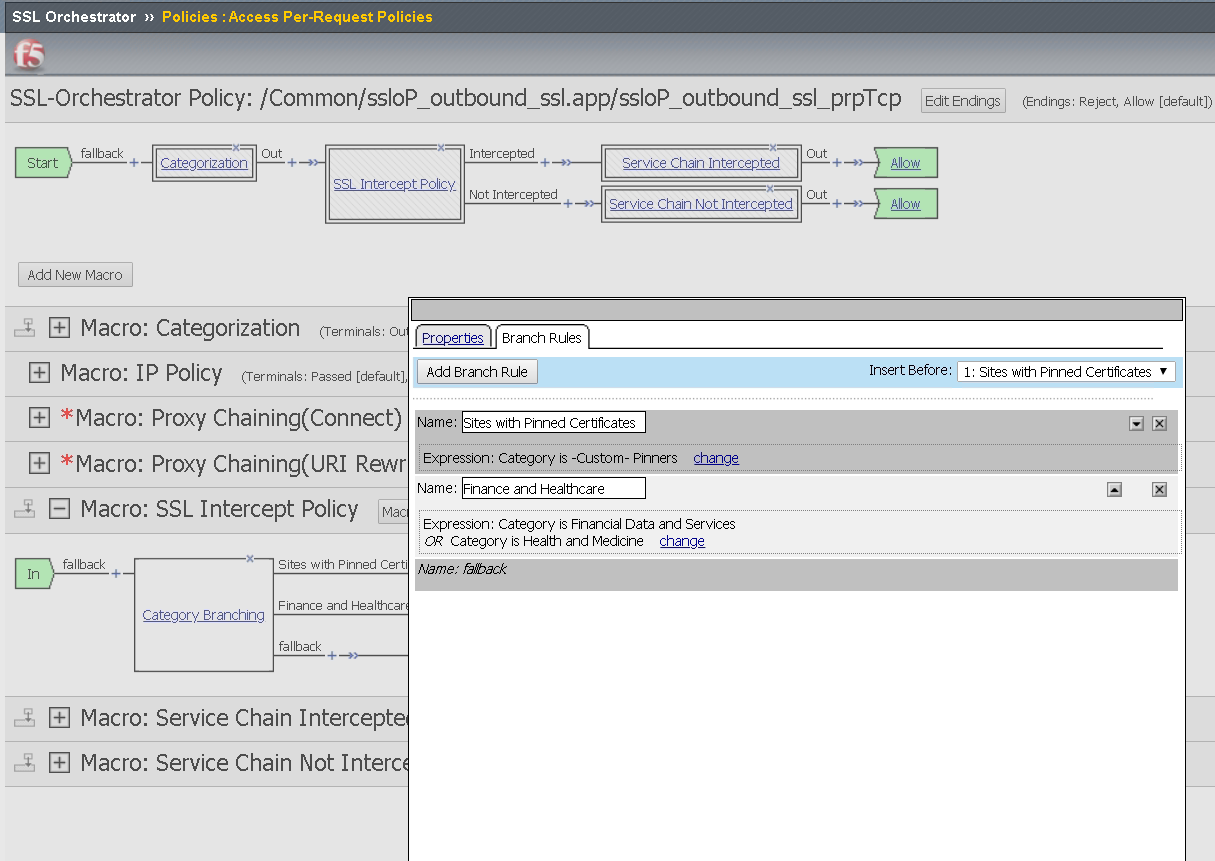 SSL Orchestrator ›› Policies : Access Per-Request Policies
f5
SSL-Orchestrator Policy: /Common/ssloP_outbound_ssl.app/ssloP_outbound_ssl_prpTcp Edit Endings (Endings: Reject, Allow [default])
Start fallback + Categorization x Out + SSL Intercept Policy x Intercepted + Service Chain Intercepted x Out + Allow
Not Intercepted + Service Chain Not Intercepted x Out + Allow
Add New Macro
+ Macro: Categorization (Terminals: Out
+ Macro: IP Policy (Terminals: Passed [default],
+ *Macro: Proxy Chaining(Connect)
+ *Macro: Proxy Chaining(URI Rewr
− Macro: SSL Intercept Policy Mac
In fallback + Category Branching x Sites with Pinned Certi
Finance and Healthcare
fallback +
+ Macro: Service Chain Intercepted
+ Macro: Service Chain Not Interce
Properties Branch Rules
Add Branch Rule Insert Before: 1: Sites with Pinned Certificates
Name: Sites with Pinned Certificates
Expression: Category is -Custom- Pinners change
Name: Finance and Healthcare
Expression: Category is Financial Data and Services
OR Category is Health and Medicine change
Name: fallback